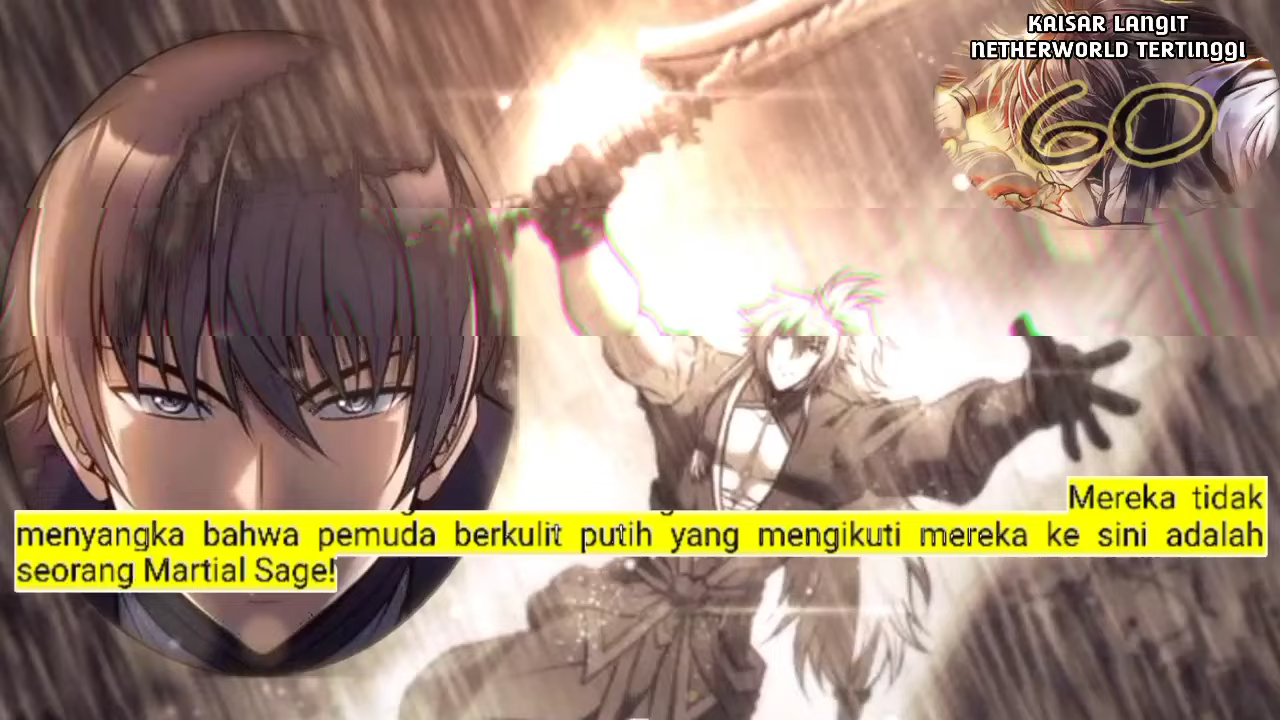 KAISAR LANGIT
NETHERWORLD TERTINGGI
60
Mereka tidak
menyangka bahwa pemuda berkulit putih yang mengikuti mereka ke sini adalah
seorang Martial Sage!